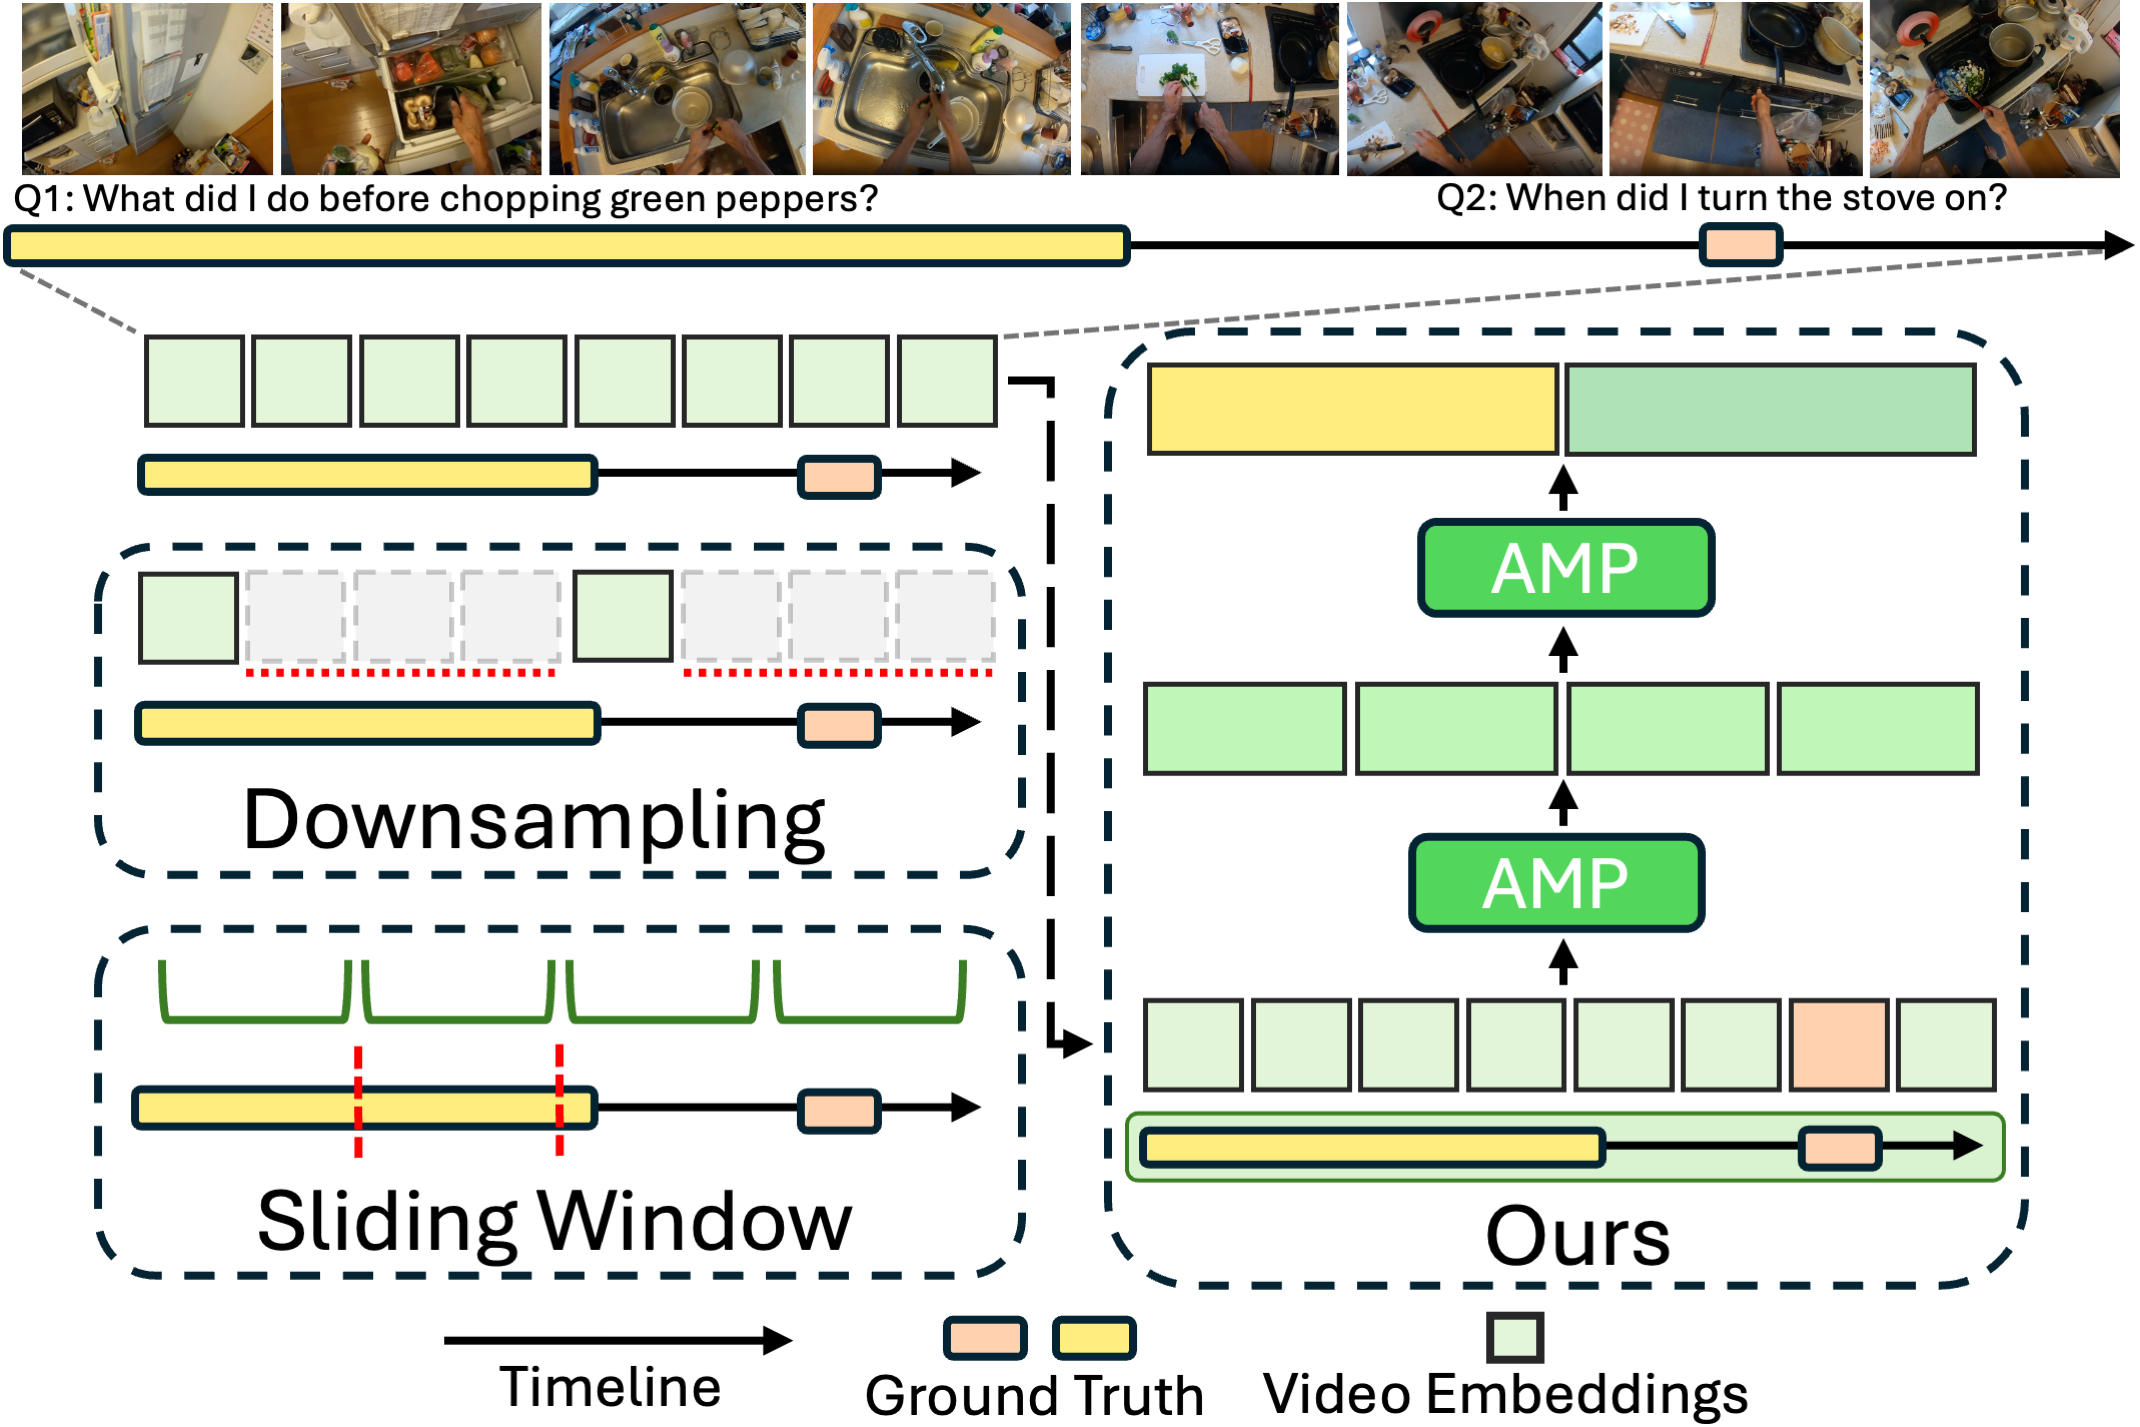 Q1: What did I do before chopping green peppers?
Q2: When did I turn the stove on?
AMP
Downsampling
AMP
Sliding Window
Ours
Timeline
Ground Truth
Video Embeddings